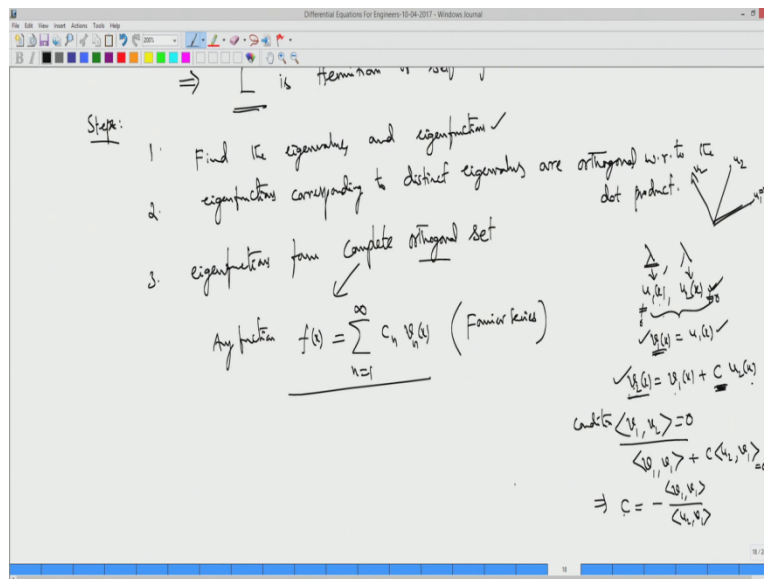 Differential Equations For Engineers-10-04-2017 - Windows Journal
File Edit View Insert Actions Tools Help
200%
B I
⇒ L is Hermitian
Steps:
1. Find the eigenvalues and eigenfunctions ✓
2. eigenfunctions corresponding to distinct eigenvalues are orthogonal w.r.to the
dot product.
3. eigenfunctions form complete orthogonal set
Any function f(x) = ∑_{n=1}^{∞} c_n v_n(x) (Fourier Series)
u_2
λ, λ
u_1(x), u_2(x)
✓ v_1(x) = u_1(x) ✓
✓ v_2(x) = v_1(x) + C u_2(x)
condition ⟨v_1, v_2⟩ = 0
⟨v_1, v_1⟩ + C⟨u_2, v_1⟩ = 0
⇒ C = - ⟨v_1, v_1⟩ / ⟨u_2, v_1⟩
18